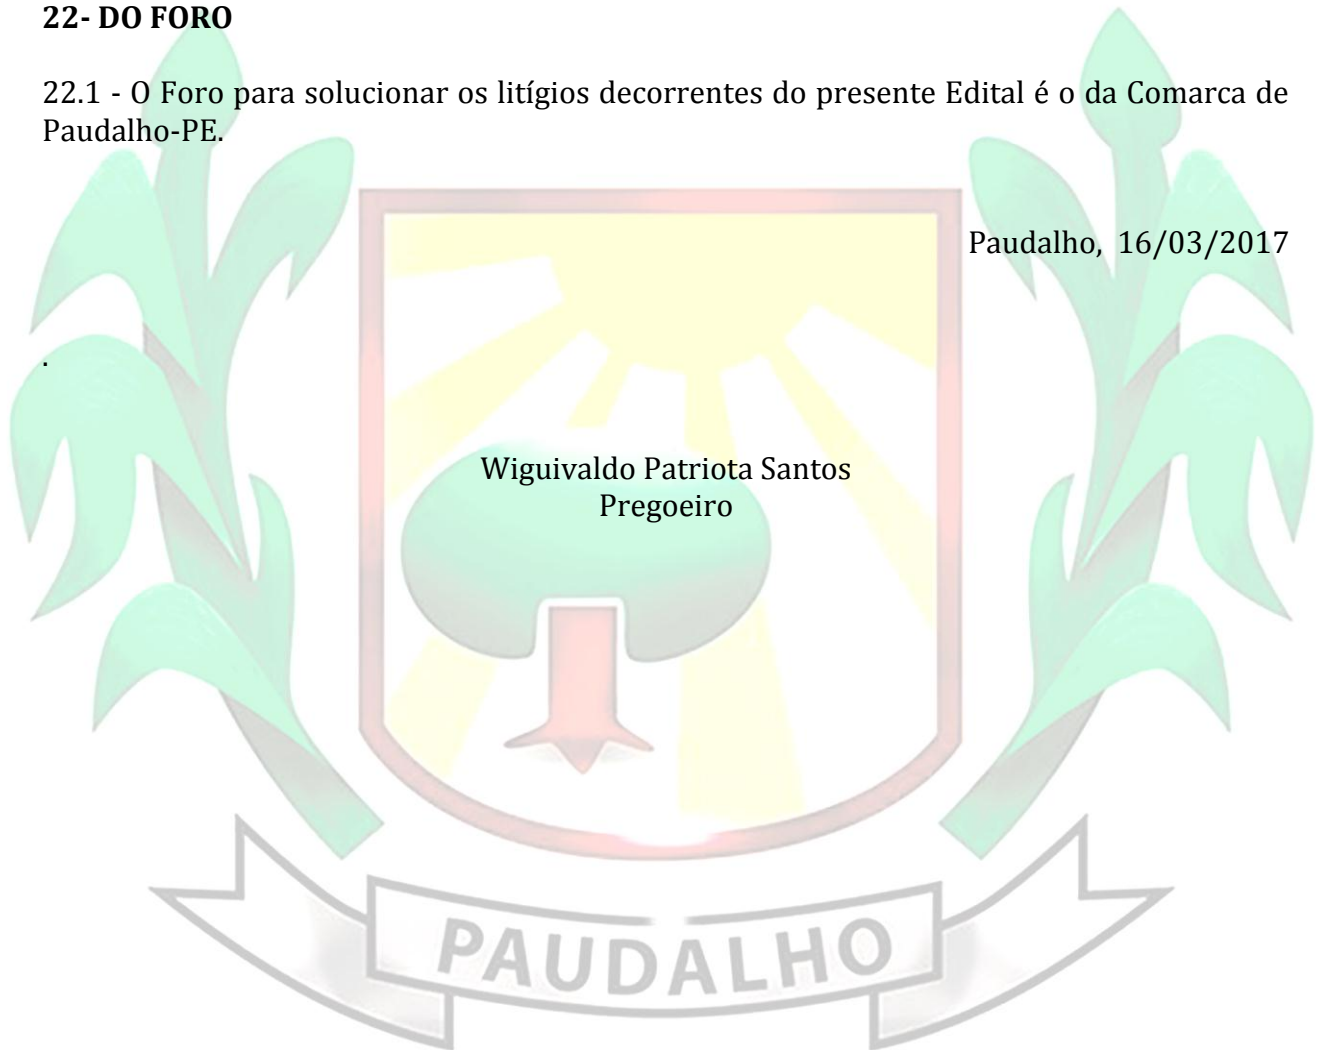 22- DO FORO
22.1 - O Foro para solucionar os litígios decorrentes do presente Edital é o da Comarca de
Paudalho-PE.
Paudalho, 16/03/2017
.
Wiguivaldo Patriota Santos
Pregoeiro
PAUDALHO